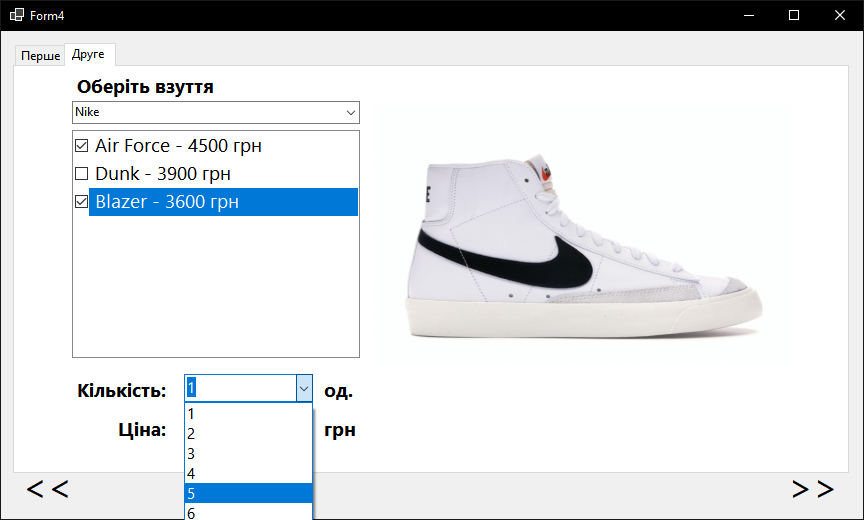 Form4
Перше Друге
Оберіть взуття
Nike
Air Force - 4500 грн
Dunk - 3900 грн
Blazer - 3600 грн
Кількість: 1 од.
1
2
3
4
5
6
Ціна: грн
<< >>